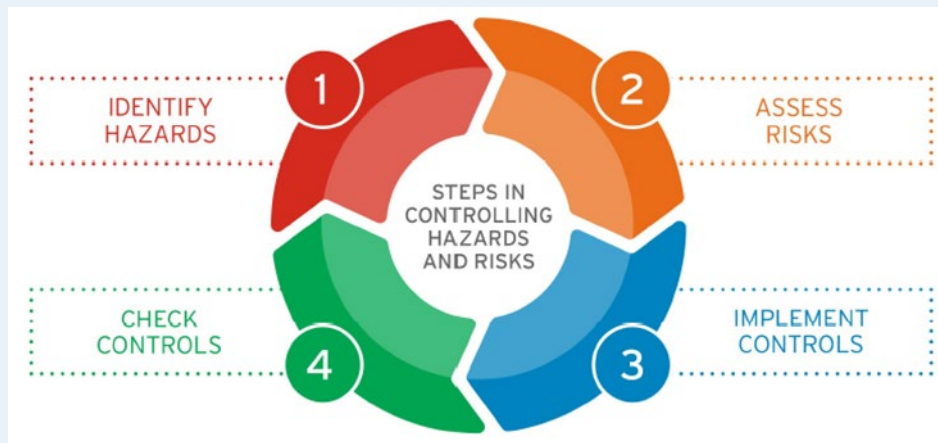 1
IDENTIFY
HAZARDS
2
ASSESS
RISKS
STEPS IN
CONTROLLING
HAZARDS
AND RISKS
3
IMPLEMENT
CONTROLS
4
CHECK
CONTROLS